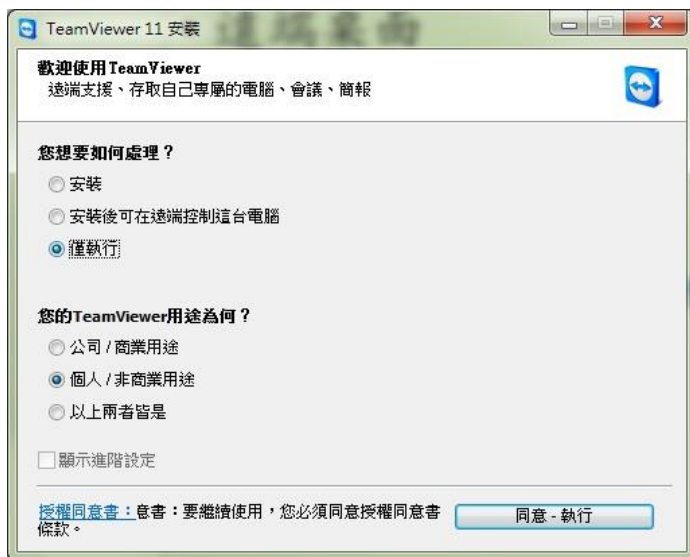 TeamViewer 11 安裝
遠端桌面
歡迎使用TeamViewer
遠端支援、存取自己專屬的電腦、會議、簡報
您想要如何處理？
安裝
安裝後可在遠端控制這台電腦
僅執行
您的TeamViewer用途為何？
公司 / 商業用途
個人 / 非商業用途
以上兩者皆是
顯示進階設定
授權同意書：意書：要繼續使用，您必須同意授權同意書
條款。
同意 - 執行